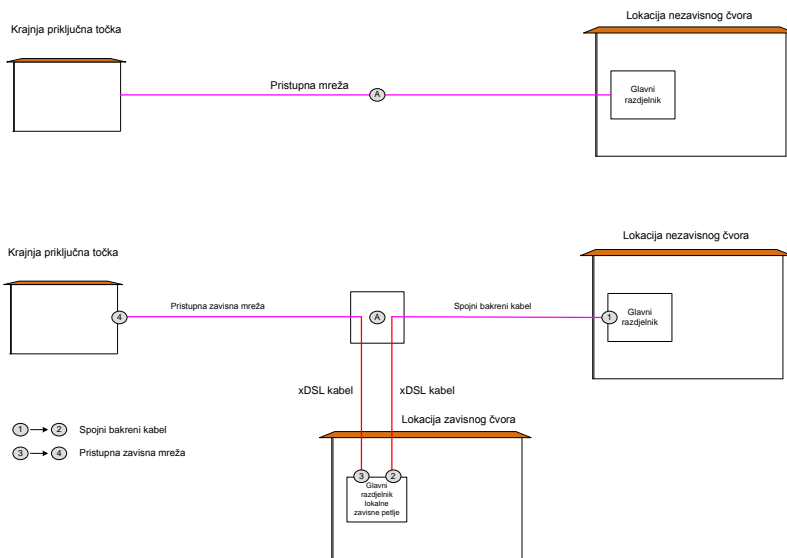 Lokacija nezavisnog čvora
Krajnja priključna točka
Pristupna mreža
A
Glavni
razdjelnik
Lokacija nezavisnog čvora
Krajnja priključna točka
Pristupna zavisna mreža
Spojni bakreni kabel
4
A
1
Glavni
razdjelnik
xDSL kabel
xDSL kabel
Lokacija zavisnog čvora
1
2
Spojni bakreni kabel
3
4
Pristupna zavisna mreža
3
2
Glavni
razdjelnik
lokalne
zavisne petlje